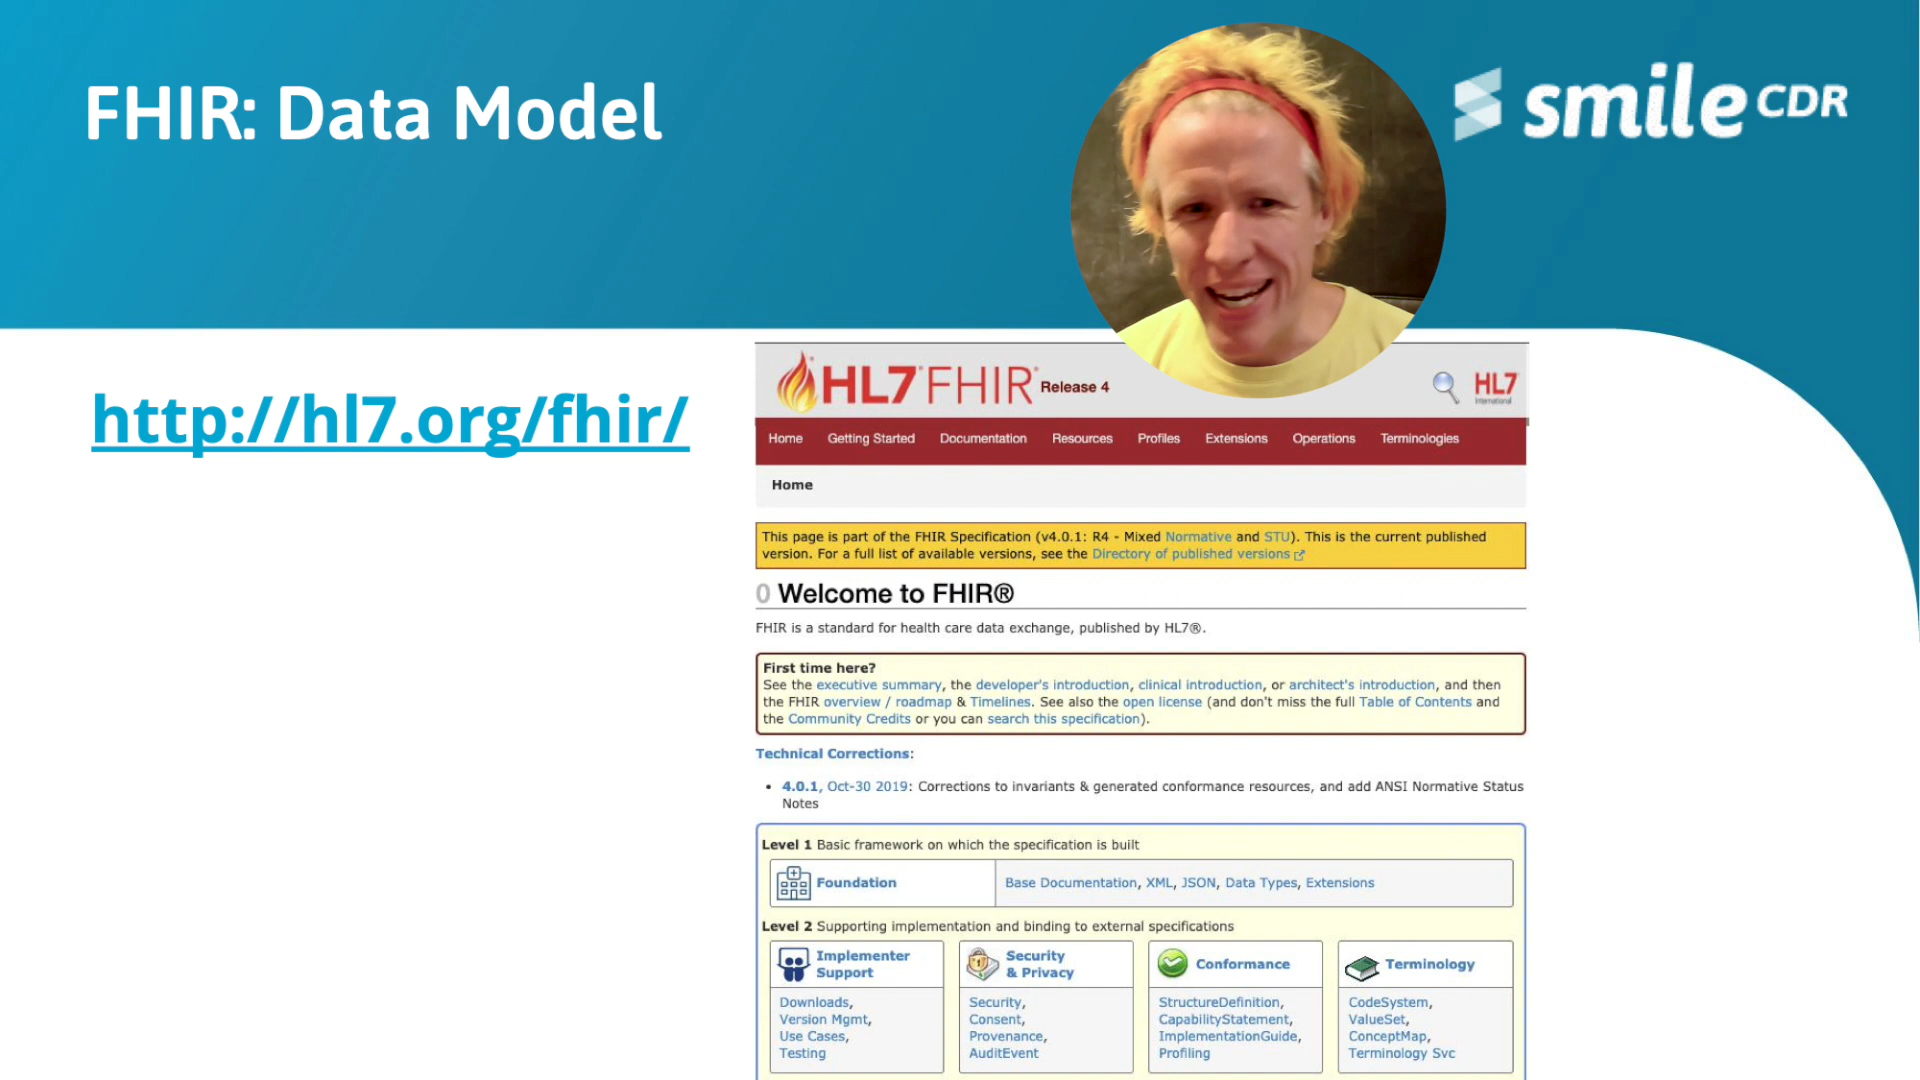 FHIR: Data Model
smile CDR
http://hl7.org/fhir/
HL7 FHIR Release 4
HL7
International
Home Getting Started Documentation Resources Profiles Extensions Operations Terminologies
Home
This page is part of the FHIR Specification (v4.0.1: R4 - Mixed Normative and STU). This is the current published
version. For a full list of available versions, see the Directory of published versions
0 Welcome to FHIR®
FHIR is a standard for health care data exchange, published by HL7®.
First time here?
See the executive summary, the developer's introduction, clinical introduction, or architect's introduction, and then
the FHIR overview / roadmap & Timelines. See also the open license (and don't miss the full Table of Contents and
the Community Credits or you can search this specification).
Technical Corrections:
• 4.0.1, Oct-30 2019: Corrections to invariants & generated conformance resources, and add ANSI Normative Status
Notes
Level 1 Basic framework on which the specification is built
Foundation Base Documentation, XML, JSON, Data Types, Extensions
Level 2 Supporting implementation and binding to external specifications
Implementer
Support
Downloads,
Version Mgmt,
Use Cases,
Testing
Security
& Privacy
Security,
Consent,
Provenance,
AuditEvent
Conformance
StructureDefinition,
CapabilityStatement,
ImplementationGuide,
Profiling
Terminology
CodeSystem,
ValueSet,
ConceptMap,
Terminology Svc